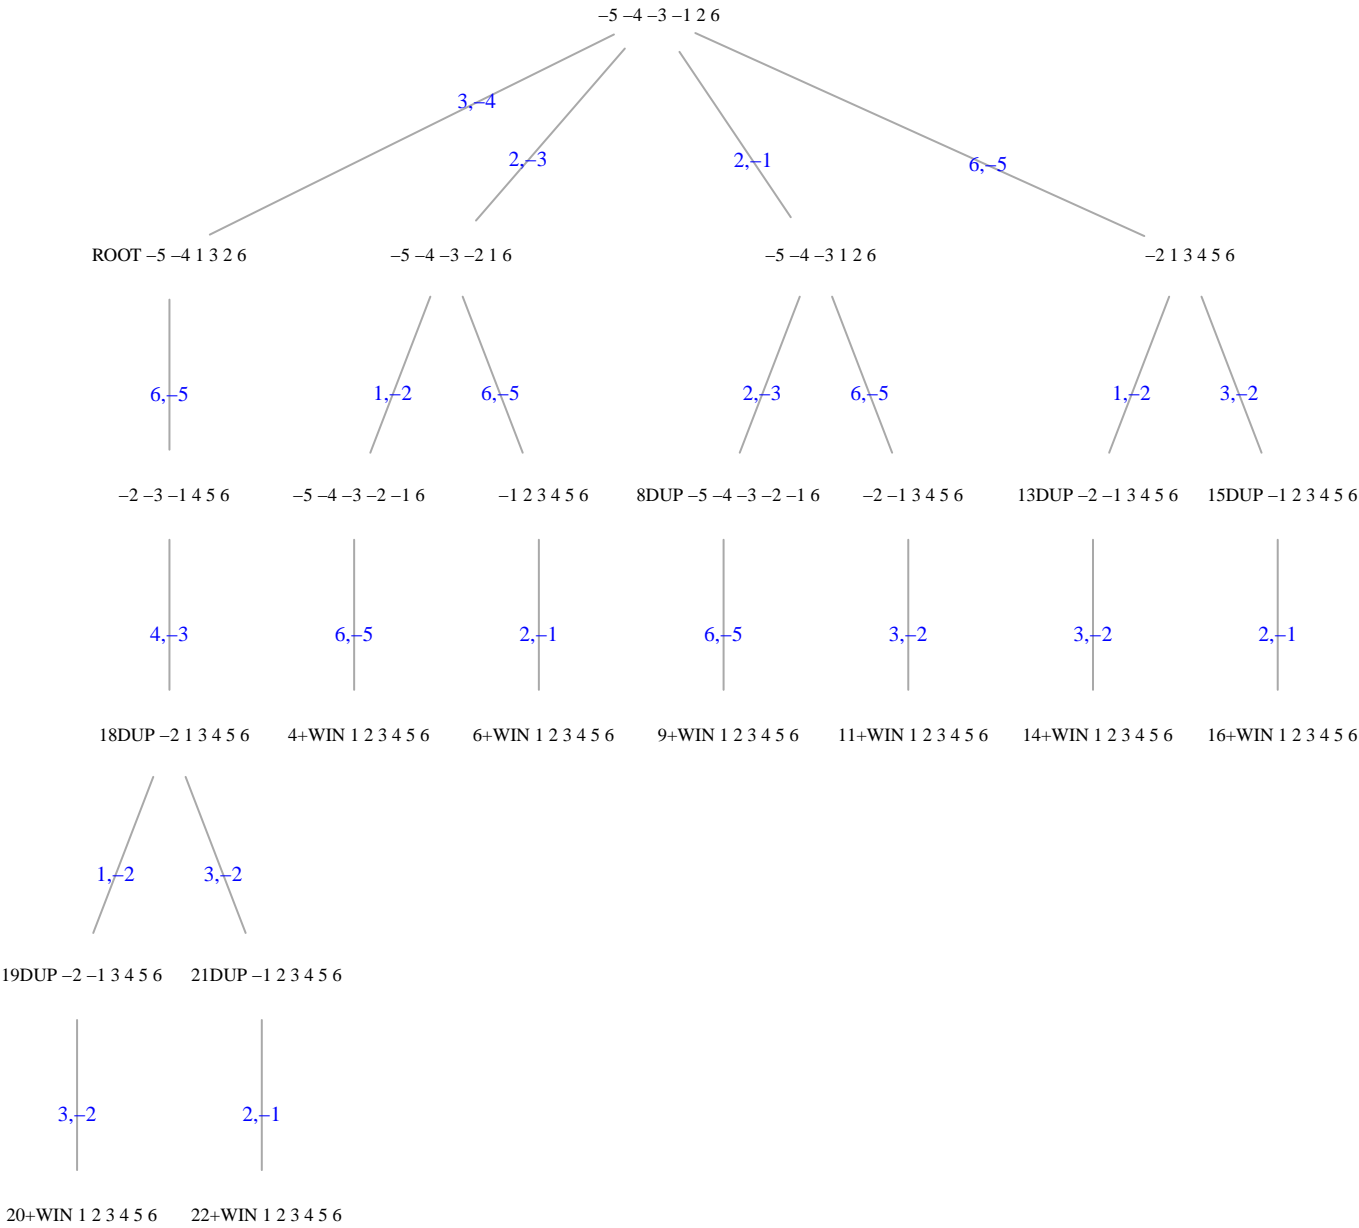 –5 –4 –3 –1 2 6
3,–4
2,–3
2,–1
6,–5
ROOT –5 –4 1 3 2 6
–5 –4 –3 –2 1 6
–5 –4 –3 1 2 6
–2 1 3 4 5 6
6,–5
1,–2
6,–5
2,–3
6,–5
1,–2
3,–2
–2 –3 –1 4 5 6
–5 –4 –3 –2 –1 6
–1 2 3 4 5 6
8DUP –5 –4 –3 –2 –1 6
–2 –1 3 4 5 6
13DUP –2 –1 3 4 5 6
15DUP –1 2 3 4 5 6
4,–3
6,–5
2,–1
6,–5
3,–2
3,–2
2,–1
18DUP –2 1 3 4 5 6
4+WIN 1 2 3 4 5 6
6+WIN 1 2 3 4 5 6
9+WIN 1 2 3 4 5 6
11+WIN 1 2 3 4 5 6
14+WIN 1 2 3 4 5 6
16+WIN 1 2 3 4 5 6
1,–2
3,–2
19DUP –2 –1 3 4 5 6
21DUP –1 2 3 4 5 6
3,–2
2,–1
20+WIN 1 2 3 4 5 6
22+WIN 1 2 3 4 5 6